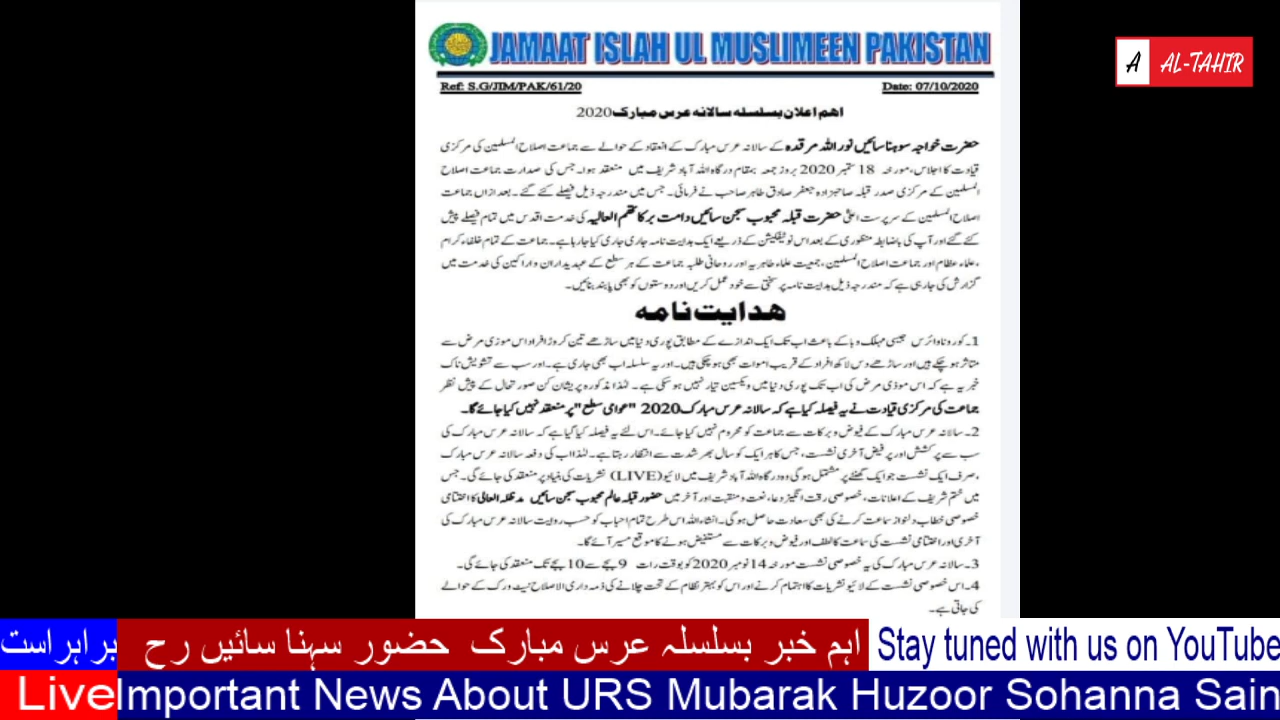 JAMAAT ISLAH UL MUSLIMEEN PAKISTAN
A AL-TAHIR
Ref: S.G/JIM/PAK/61/20 Date: 07/10/2020
اہم اعلان بسلسلہ سالانہ عرس مبارک 2020
حضرت خواجہ سوہنا سائیں نور اللہ مرقدہ کے سالانہ عرس مبارک کے انعقاد کے حوالے سے جماعت اصلاح المسلمین کی مرکزی
قیادت کا اجلاس، مورخہ 18 ستمبر 2020 بروز جمعہ بمقام درگاہ اللہ آباد شریف میں منعقد ہوا۔ جس کی صدارت جماعت اصلاح
المسلمین کے مرکزی صدر قبلہ صاحبزادہ جعفر صادق طاہر صاحب نے فرمائی۔ جس میں مندرجہ ذیل فیصلے کئے گئے۔ بعد ازاں جماعت
اصلاح المسلمین کے سرپرست اعلیٰ حضرت قبلہ محبوب سجن سائیں دامت برکاتہم العالیہ کی خدمت اقدس میں تمام فیصلے پیش
کئے گئے اور آپ کی باضابطہ منظوری کے بعد اس نوٹیفکیشن کے ذریعے ایک ہدایت نامہ جاری جاری کیا جا رہا ہے۔ جماعت کے تمام خلفاء کرام
، علماء عظام اور جماعت اصلاح المسلمین، جمعیت علماء طاہریہ اور روحانی طلبہ جماعت کے ہر سطح کے عہدیداران و اراکین کی خدمت میں
گزارش کی جا رہی ہے کہ مندرجہ ذیل ہدایت نامہ پر سختی سے خود عمل کریں اور دوستوں کو بھی پابند بنائیں۔
ھدایت نامہ
1۔ کورونا وائرس جیسی مہلک وبا کے باعث اب تک ایک اندازے کے مطابق پوری دنیا میں ساڑھے تین کروڑ افراد اس موزی مرض سے
متاثر ہو چکے ہیں اور ساڑھے دس لاکھ افراد کے قریب اموات بھی ہو چکی ہیں۔ اور یہ سلسلہ اب بھی جاری ہے۔ اور سب سے تشویش ناک
خبر یہ ہے کہ اس موذی مرض کی اب تک پوری دنیا میں ویکسین تیار نہیں ہو سکی ہے۔ لہٰذا مذکورہ پریشان کن صورتحال کے پیش نظر
جماعت کی مرکزی قیادت نے یہ فیصلہ کیا ہے کہ سالانہ عرس مبارک 2020 "عوامی سطح" پر منعقد نہیں کیا جائے گا۔
2۔ سالانہ عرس مبارک کے فیوض و برکات سے جماعت کو محروم نہیں کیا جائے۔ اس لئے یہ فیصلہ کیا گیا ہے کہ سالانہ عرس مبارک کی
سب سے پرکشش اور پر فیض آخری نشست، جس کا ہر ایک کو سال بھر شدت سے انتظار رہتا ہے۔ لہٰذا اب کی دفعہ سالانہ عرس مبارک
، صرف ایک نشست جو ایک گھنٹے پر مشتمل ہو گی وہ درگاہ اللہ آباد شریف میں لائیو (LIVE) نشریات کی بنیاد پر منعقد کی جائے گی۔ جس
میں ختم شریف کے اعلانات، خصوصی رقت انگیز دعا، نعت و منقبت اور آخر میں حضور قبلہ عالم محبوب سجن سائیں مدظلہ العالی کا اختتامی
خصوصی خطاب دلنواز سماعت کرنے کی بھی سعادت حاصل ہو گی۔ انشاءاللہ اس طرح تمام احباب کو حسب روایت سالانہ عرس مبارک کی
آخری اور اختتامی نشست کی سماعت کا لطف اور فیوض و برکات سے مستفیض ہونے کا موقع میسر آئے گا۔
3۔ سالانہ عرس مبارک کی یہ خصوصی نشست مورخہ 14 نومبر 2020 کو بوقت رات 9 بجے سے 10 بجے تک منعقد کی جائے گی۔
4۔ اس خصوصی نشست کے لائیو نشریات کا اہتمام کرنے اور اس کو بہتر نظام کے تحت چلانے کی ذمہ داری الاصلاح نیٹ ورک کے حوالے
کی جاتی ہے۔
براہراست اہم خبر بسلسلہ عرس مبارک حضور سہنا سائیں رح Stay tuned with us on YouTube
Live Important News About URS Mubarak Huzoor Sohanna Sain